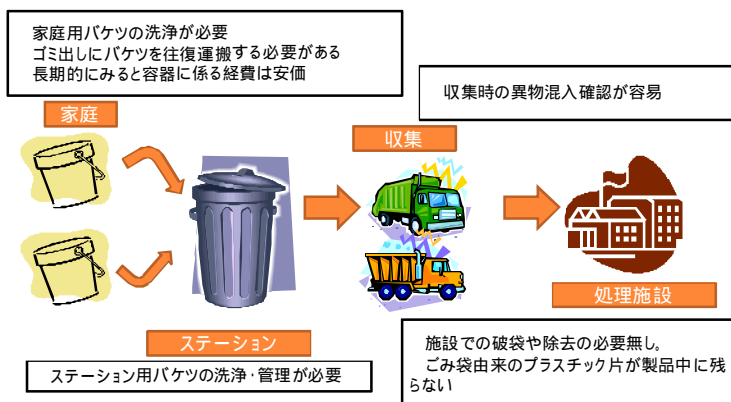 家庭用バケツの洗浄が必要
ゴミ出しにバケツを往復運搬する必要がある
長期的にみると容器に係る経費は安価
収集時の異物混入確認が容易
家庭
収集
処理施設
ステーション
ステーション用バケツの洗浄・管理が必要
施設での破袋や除去の必要無し。
ごみ袋由来のプラスチック片が製品中に残
らない